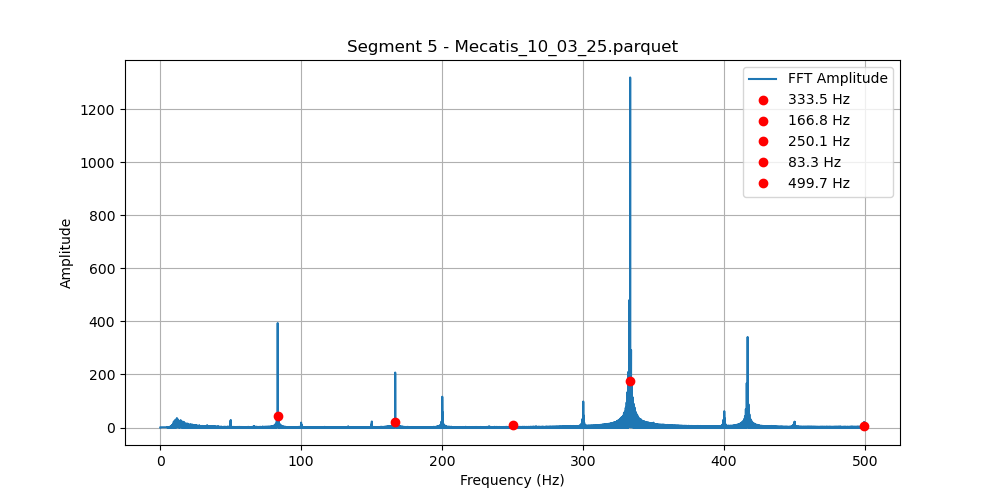 Segment 5 - Mecatis_10_03_25.parquet
FFT Amplitude
333.5 Hz
166.8 Hz
250.1 Hz
83.3 Hz
499.7 Hz
Amplitude
1200
1000
800
600
400
200
0
0 100 200 300 400 500
Frequency (Hz)